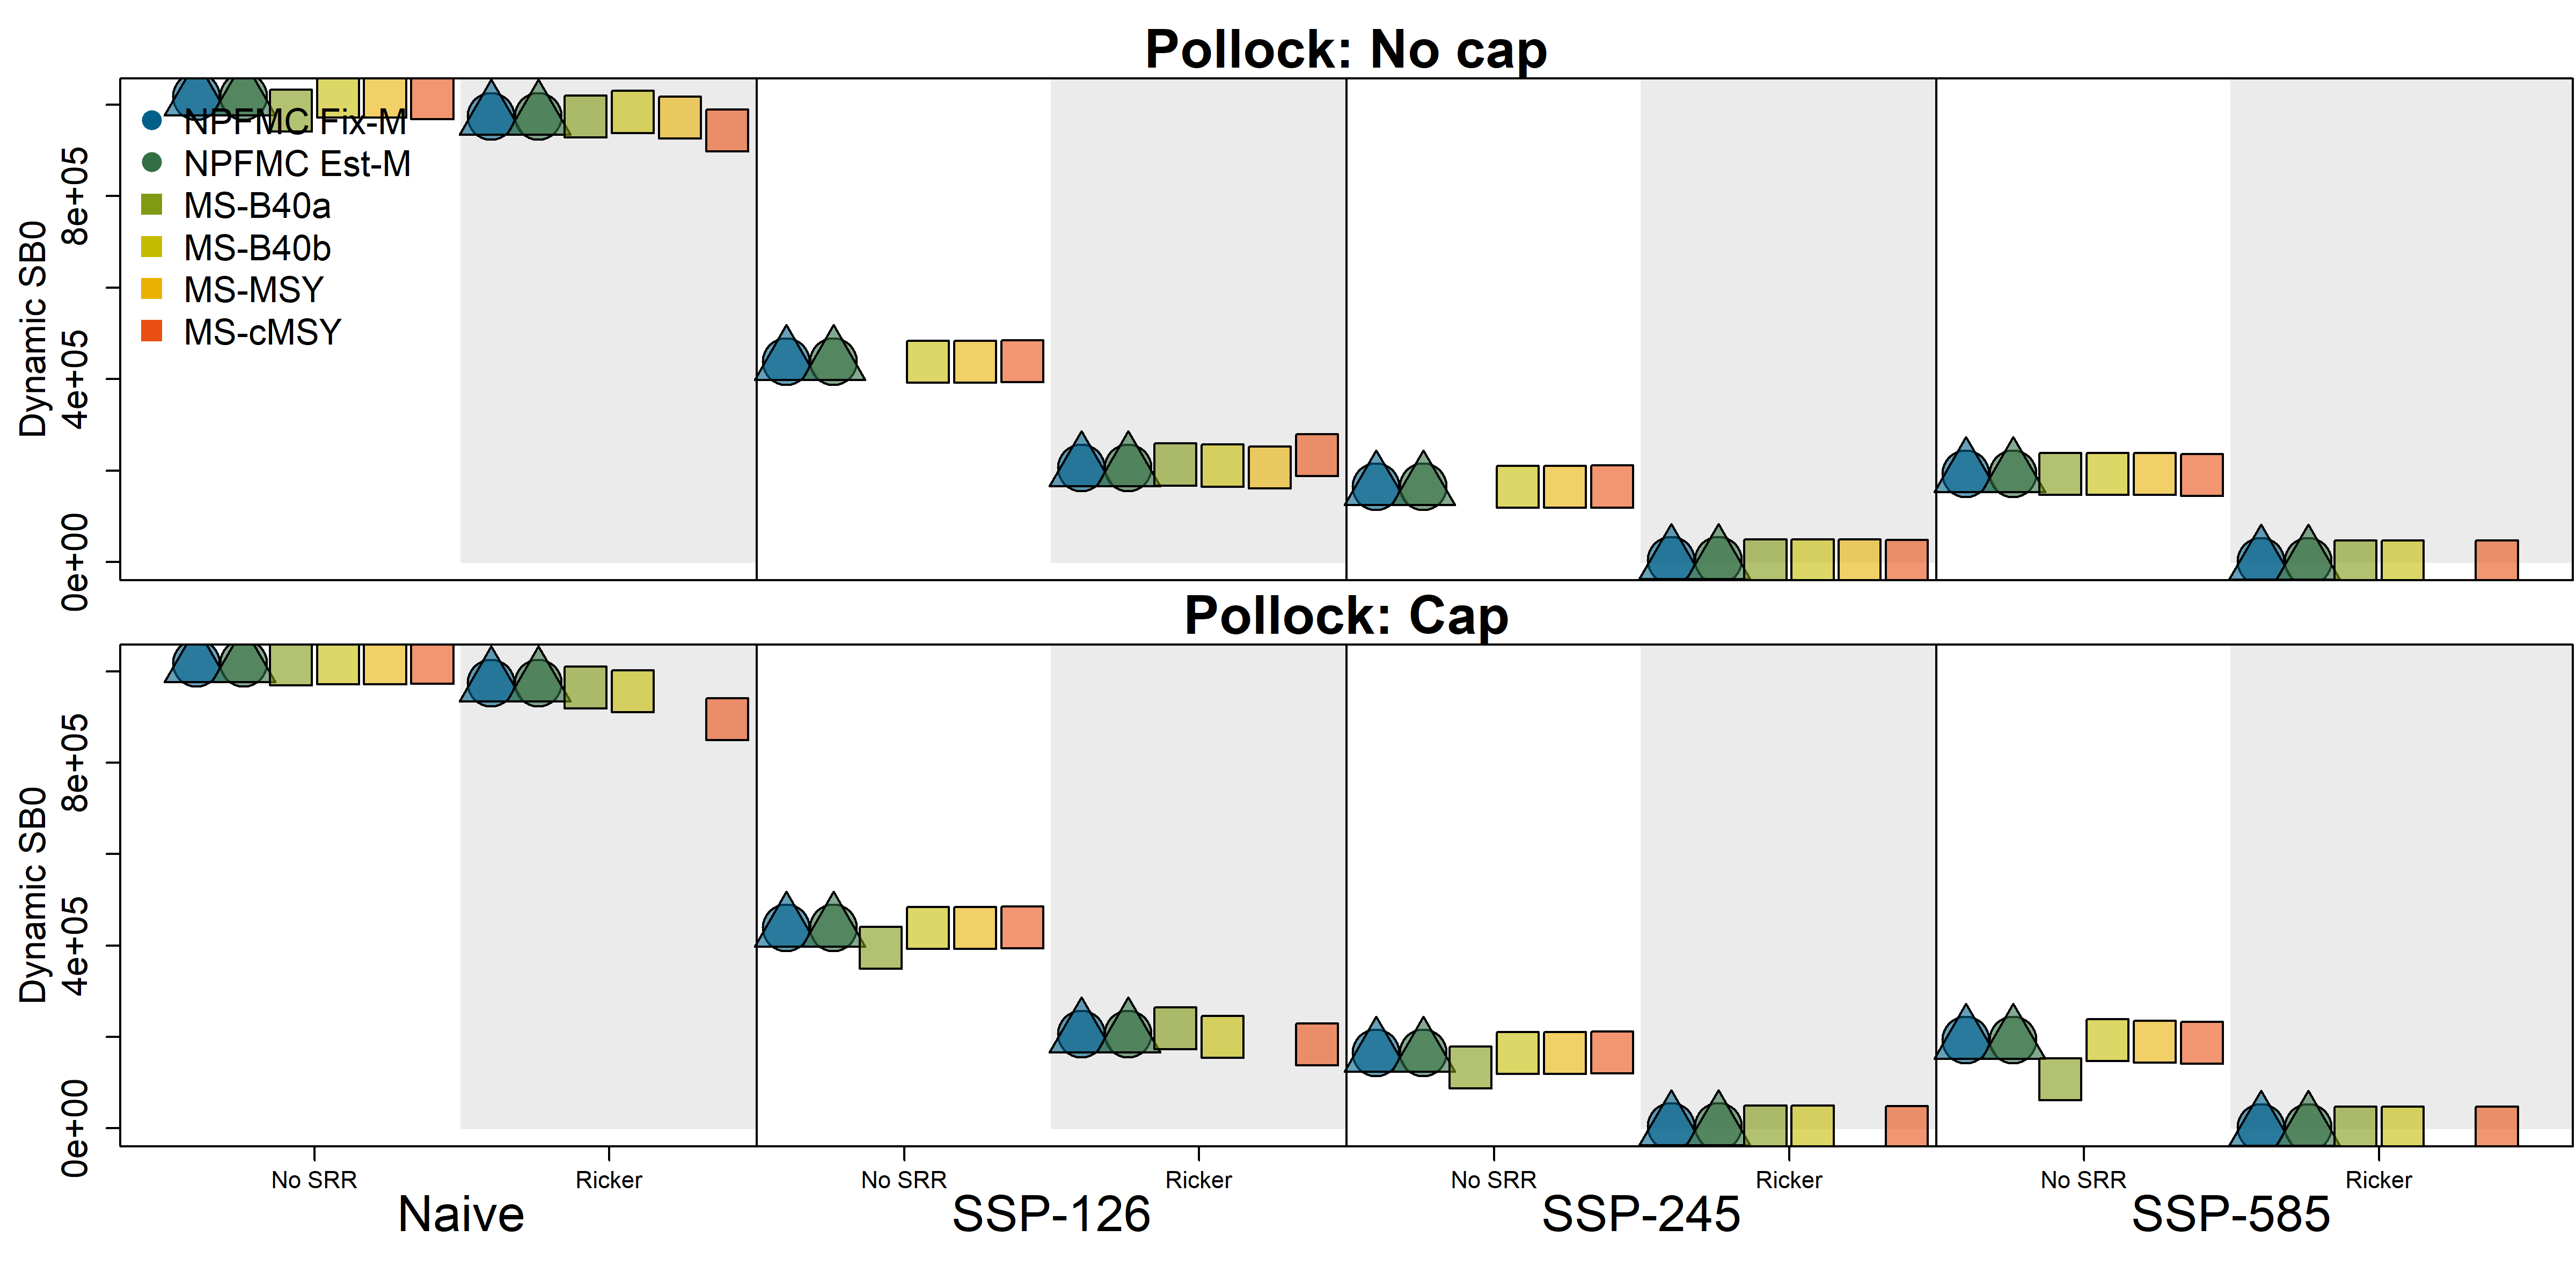 Pollock: No cap
Dynamic SB0
8e+05
4e+05
0e+00
NPFMC Fix-M
NPFMC Est-M
MS-B40a
MS-B40b
MS-MSY
MS-cMSY
Pollock: Cap
Dynamic SB0
8e+05
4e+05
0e+00
No SRR Ricker No SRR Ricker No SRR Ricker No SRR Ricker
Naive SSP-126 SSP-245 SSP-585